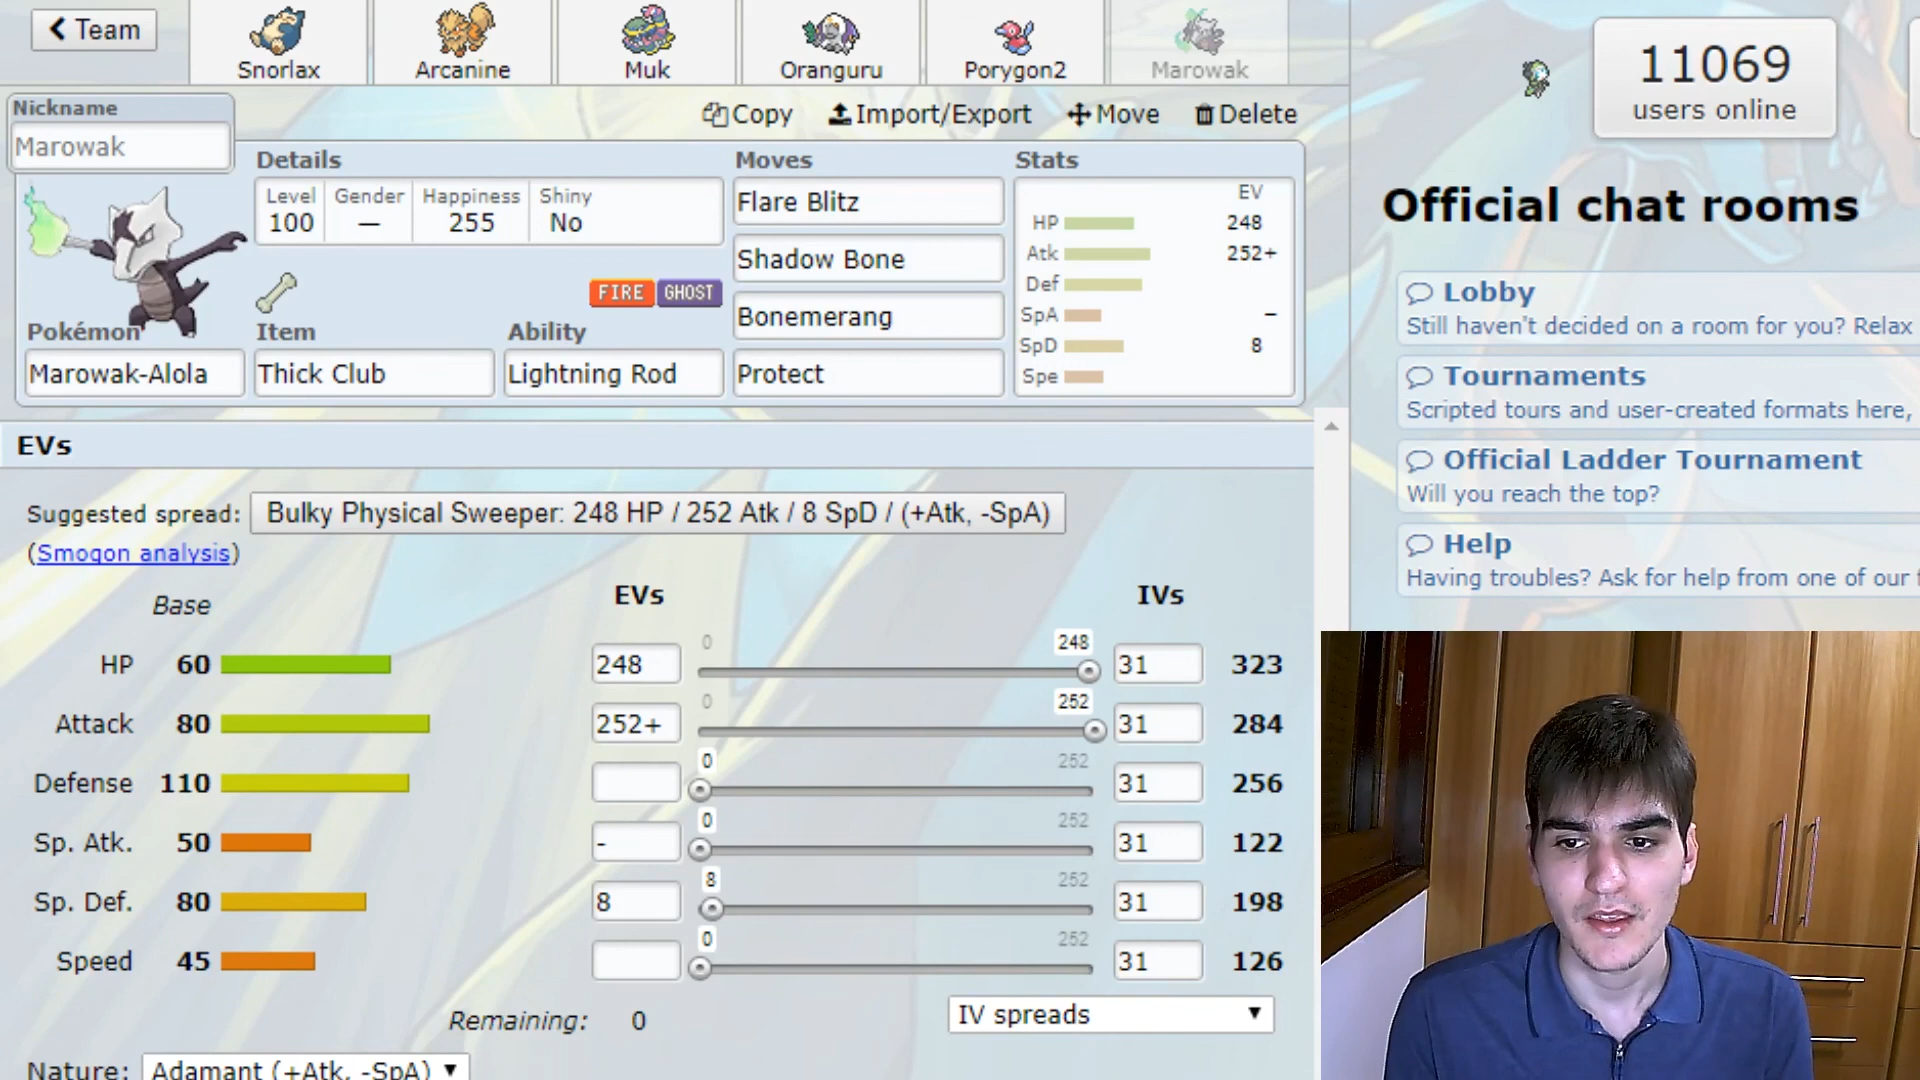 Team
Snorlax
Arcanine
Muk
Oranguru
Porygon2
Marowak
Copy
Import/Export
Move
Delete
Nickname
Marowak
Details
Level
100
Gender
—
Happiness
255
Shiny
No
FIRE GHOST
Pokémon
Marowak-Alola
Item
Thick Club
Ability
Lightning Rod
Moves
Flare Blitz
Shadow Bone
Bonemerang
Protect
Stats
EV
HP 248
Atk 252+
Def
SpA –
SpD 8
Spe
EVs
Suggested spread: Bulky Physical Sweeper: 248 HP / 252 Atk / 8 SpD / (+Atk, -SpA)
(Smogon analysis)
Base EVs IVs
HP 60 248 0 248 31 323
Attack 80 252+ 0 252 31 284
Defense 110 0 252 31 256
Sp. Atk. 50 - 0 252 31 122
Sp. Def. 80 8 8 252 31 198
Speed 45 0 252 31 126
Remaining: 0
IV spreads
Nature: Adamant (+Atk, -SpA)
11069
users online
Official chat rooms
Lobby
Still haven't decided on a room for you? Relax
Tournaments
Scripted tours and user-created formats here,
Official Ladder Tournament
Will you reach the top?
Help
Having troubles? Ask for help from one of our